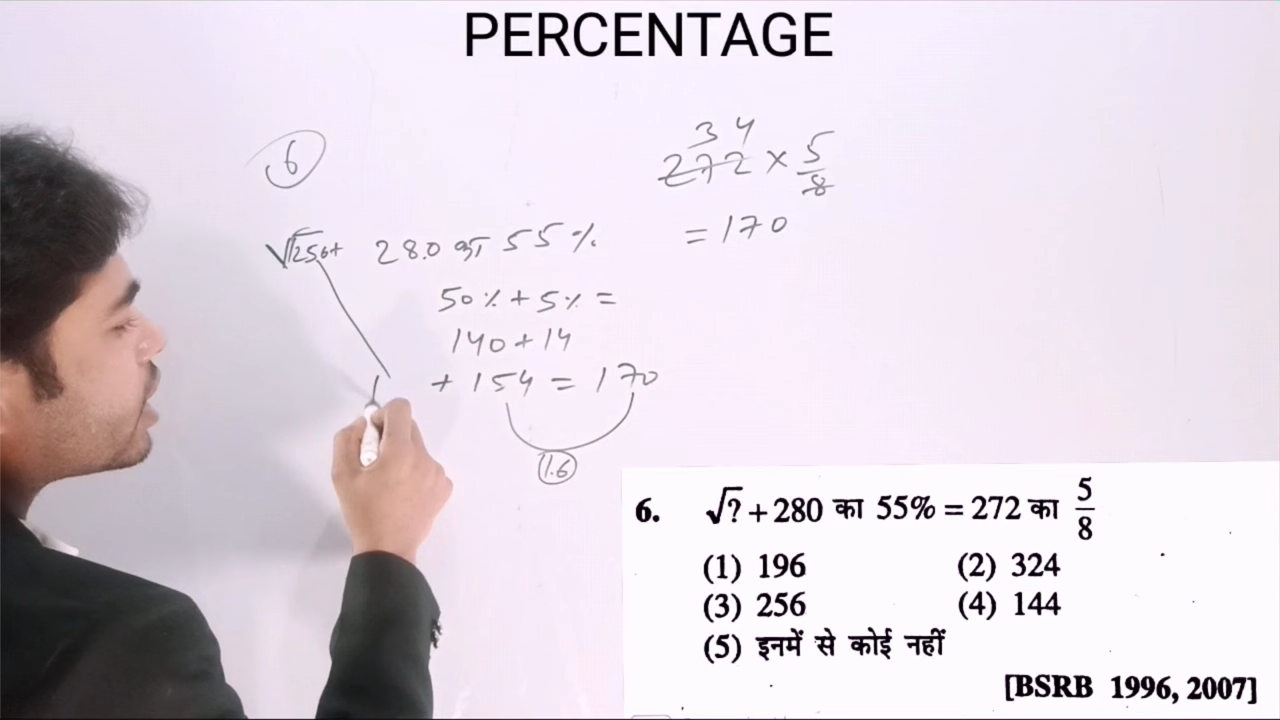 PERCENTAGE
6
34
272 × 5/8
= 170
√256+ 280 का 55%
50% + 5% =
140 + 14
1 + 154 = 170
16
6. √? + 280 का 55% = 272 का 5/8
(1) 196 (2) 324
(3) 256 (4) 144
(5) इनमें से कोई नहीं
[BSRB 1996, 2007]